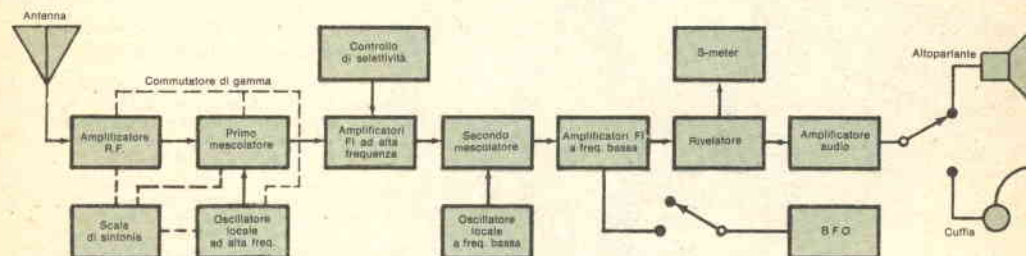 Antenna
Commutatore di gamma
Controllo
di selettività
S-meter
Altoparlante
Amplificatore
R.F.
Primo
mescolatore
Amplificatori
FI ad alta
frequenza
Secondo
mescolatore
Amplificatori FI
a freq. bassa
Rivelatore
Amplificatore
audio
Scala
di sintonia
Oscillatore
locale
ad alta freq.
Oscillatore
locale
a freq. bassa
B F O
Cuffia